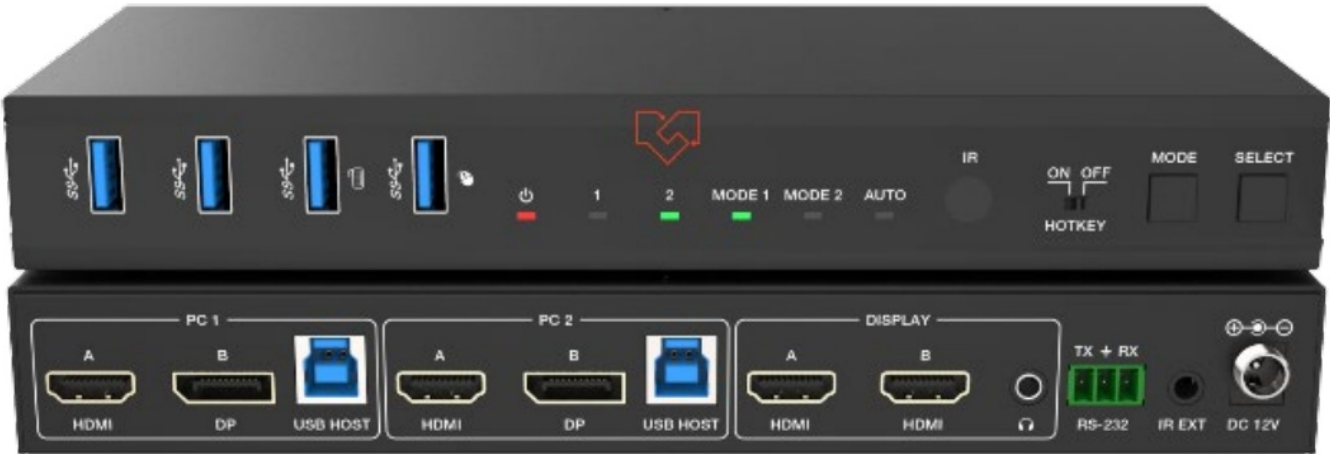 SS
SS
SS
SS
1
2
MODE 1
MODE 2
AUTO
IR
ON OFF
HOTKEY
MODE
SELECT
PC 1
A
B
HDMI
DP
USB HOST
PC 2
A
B
HDMI
DP
USB HOST
DISPLAY
A
B
HDMI
HDMI
TX ⏚ RX
RS-232
IR EXT
DC 12V